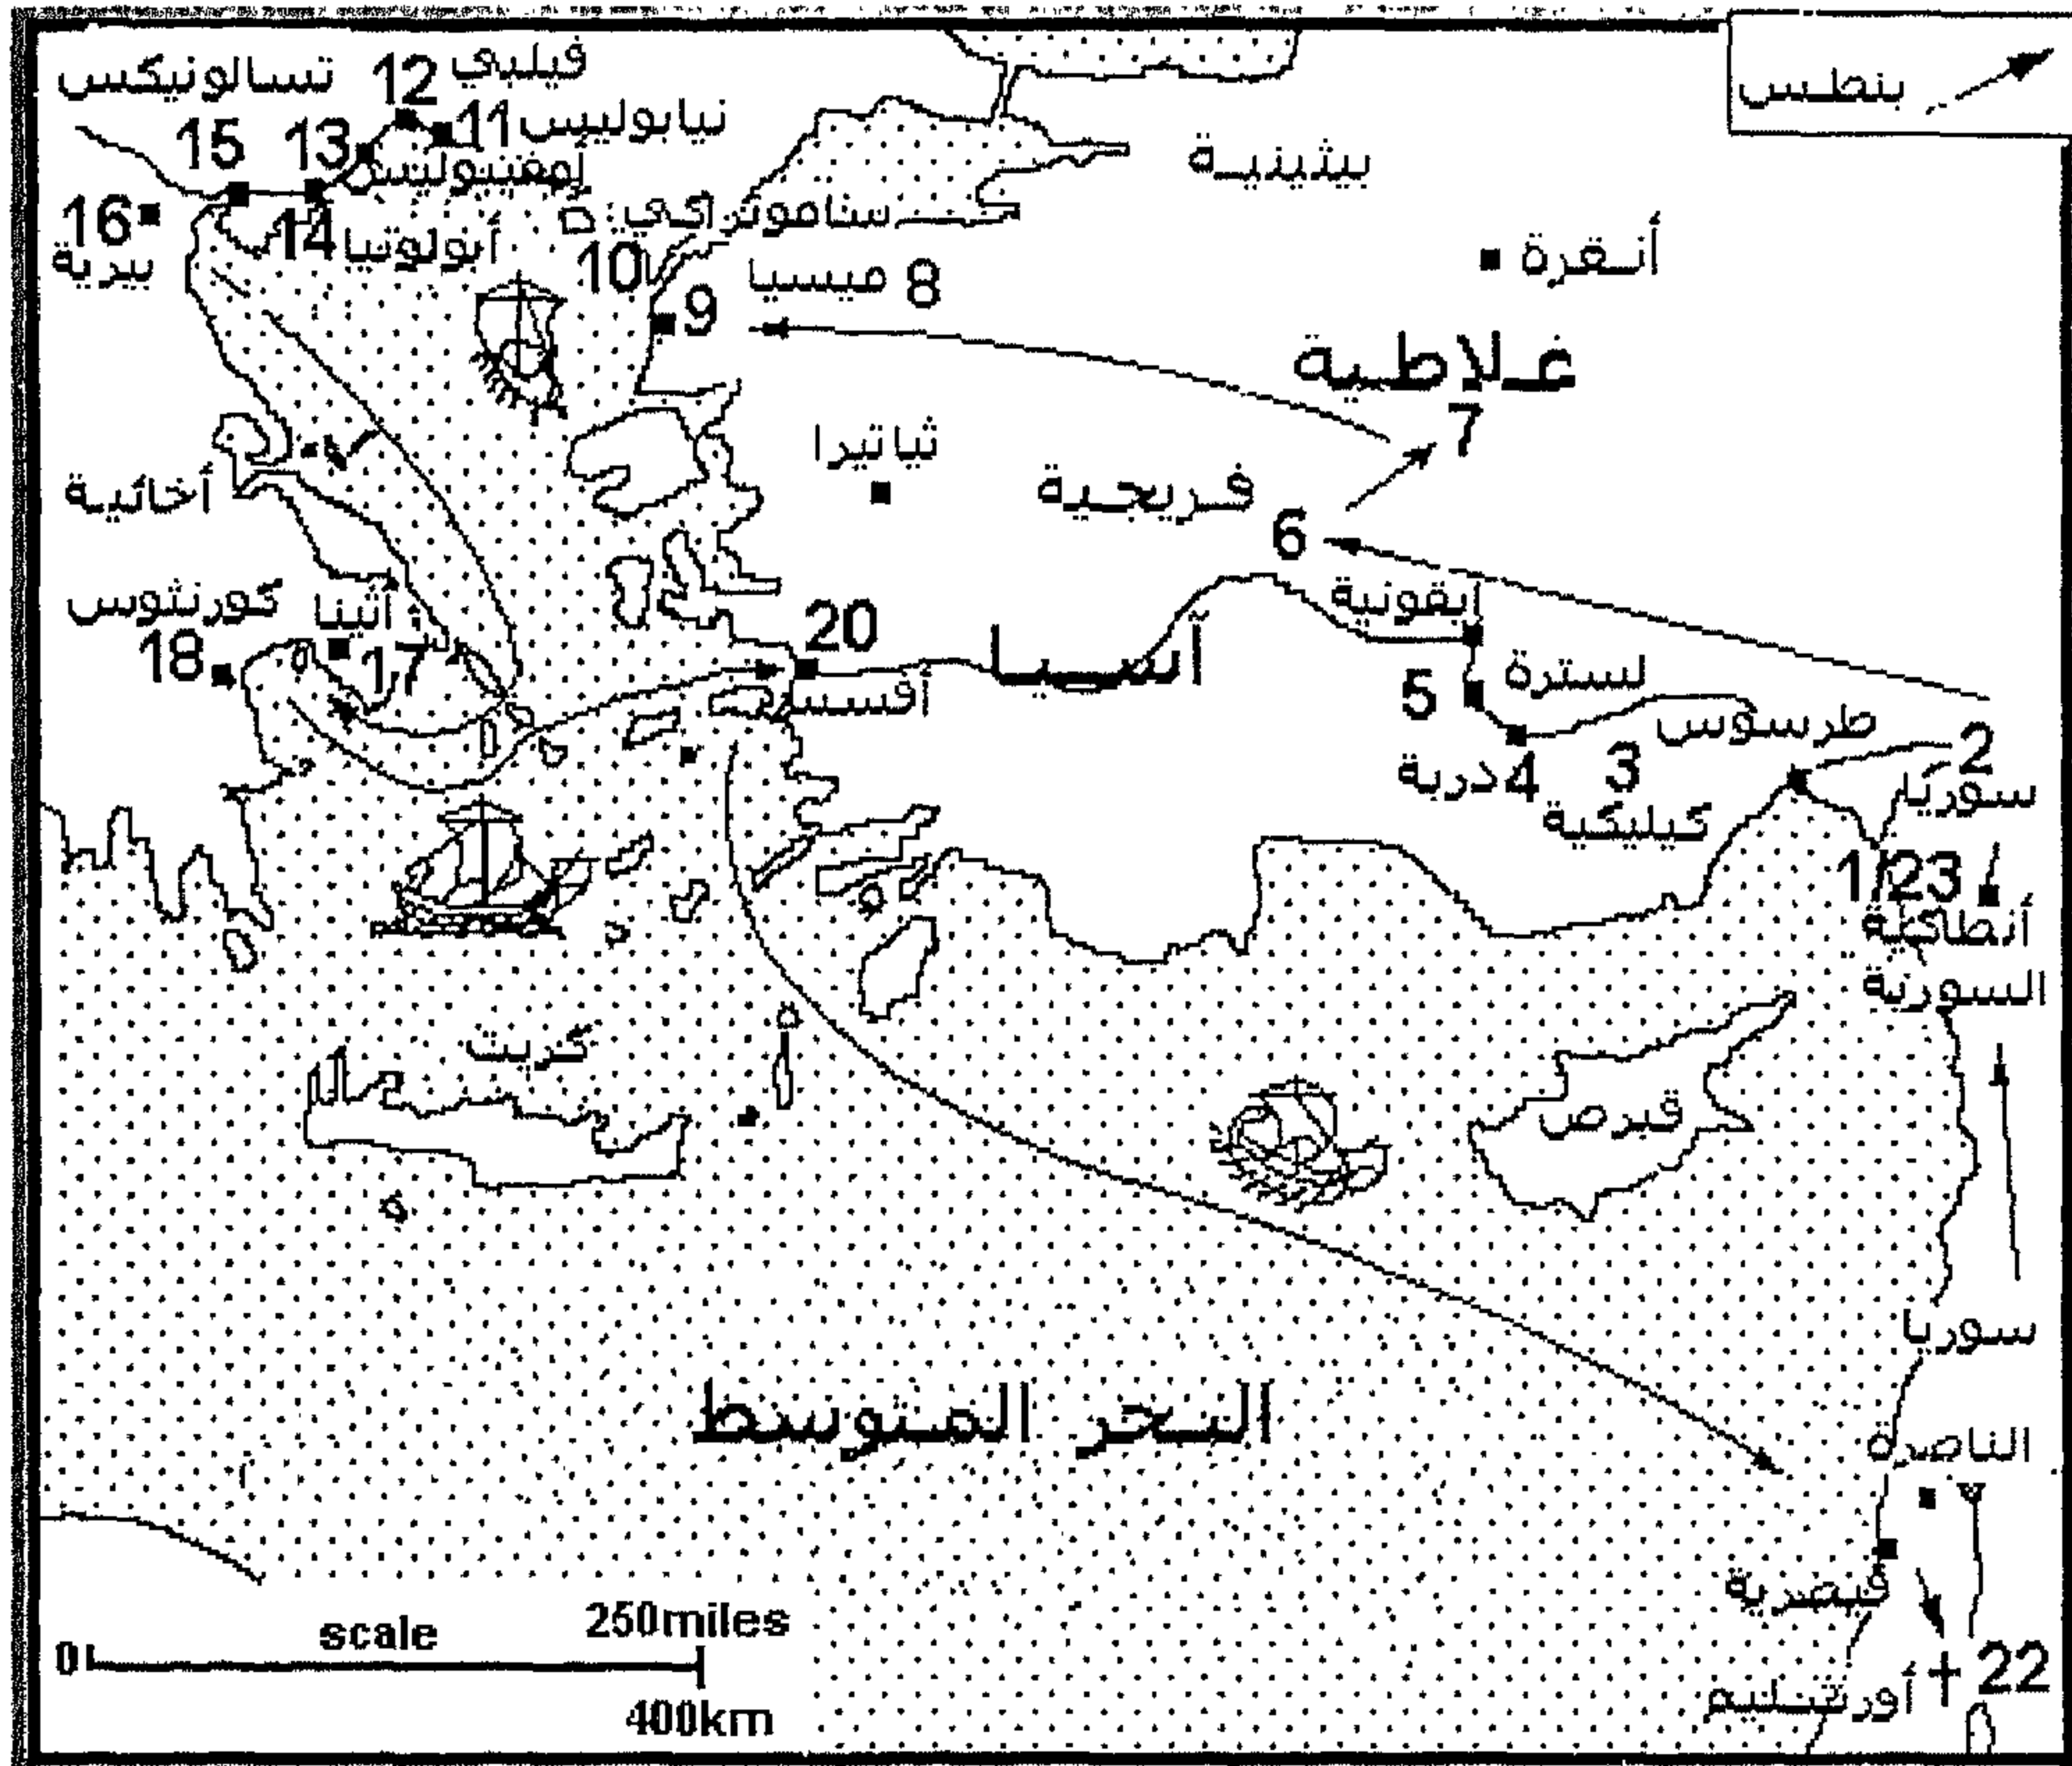 بنطس
تسالونيكس
12
فيليبي
15
13
11
نيابوليس
بيثينية
أمفيبوليس
16
بيرية
14
أبولونيا
ساموتراكي
10
9
ميسيا
8
أنقرة
غلاطية
7
ثياتيرا
فريجية
6
أخائية
كورنثوس
18
أثينا
17
20
أفسس
آسيا
إيقونية
5
لسترة
طرسوس
2
سوريا
4
دربة
3
كيليكية
1/23
أنطاكية
السورية
كريت
قبرص
سوريا
البحر المتوسط
الناصرة
قيصرية
22
أورشليم
scale
250miles
0
400km